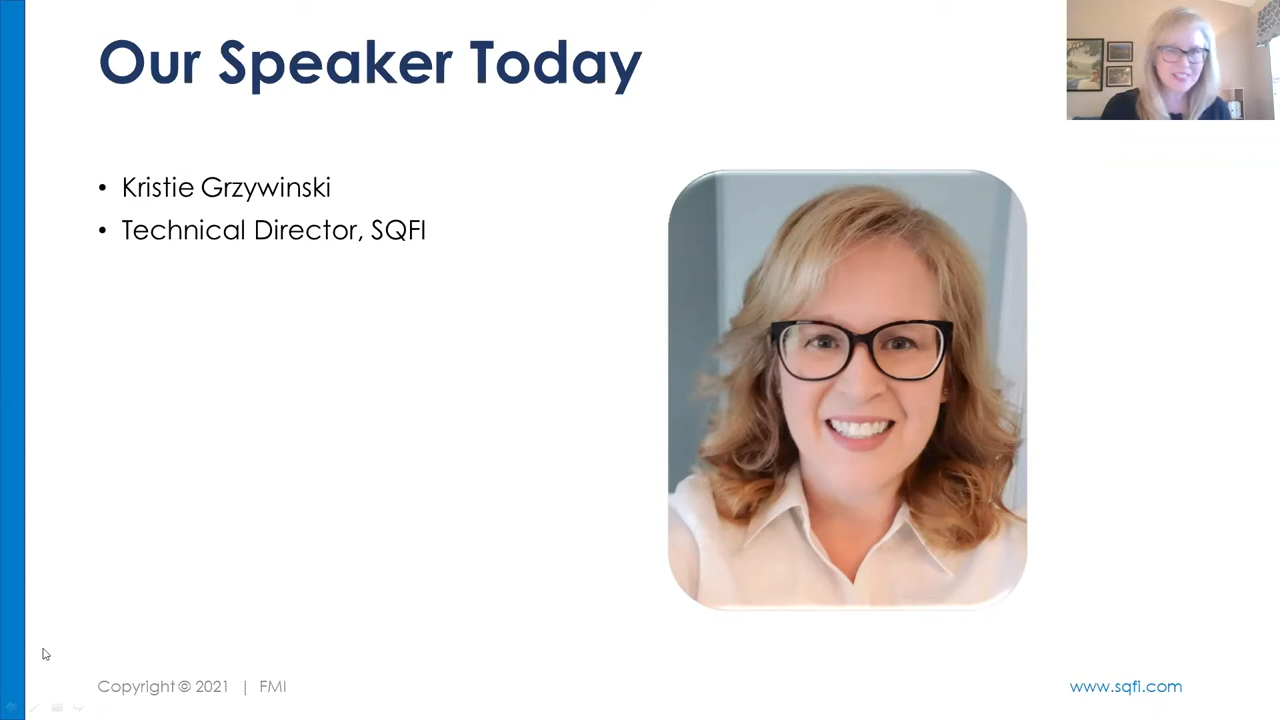 Our Speaker Today
• Kristie Grzywinski
• Technical Director, SQFI
Copyright © 2021 | FMI
www.sqfi.com